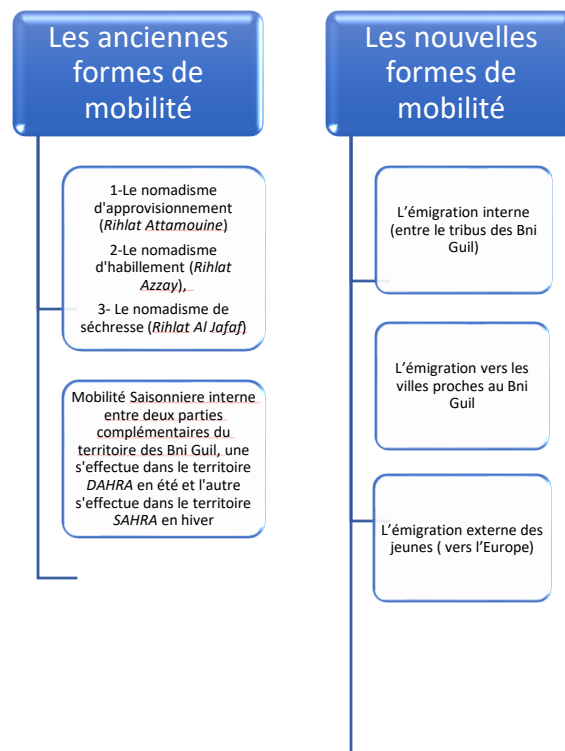 Les anciennes
formes de
mobilité
1-Le nomadisme
d'approvisionnement
(Rihlat Attamouine)
2-Le nomadisme
d'habillement (Rihlat
Azzay),
3- Le nomadisme de
séchresse (Rihlat Al Jafaf)
Mobilité Saisonniere interne
entre deux parties
complémentaires du
territoire des Bni Guil, une
s'effectue dans le territoire
DAHRA en été et l'autre
s'effectue dans le territoire
SAHRA en hiver
Les nouvelles
formes de
mobilité
L’émigration interne
(entre le tribus des Bni
Guil)
L’émigration vers les
villes proches au Bni
Guil
L’émigration externe des
jeunes ( vers l’Europe)